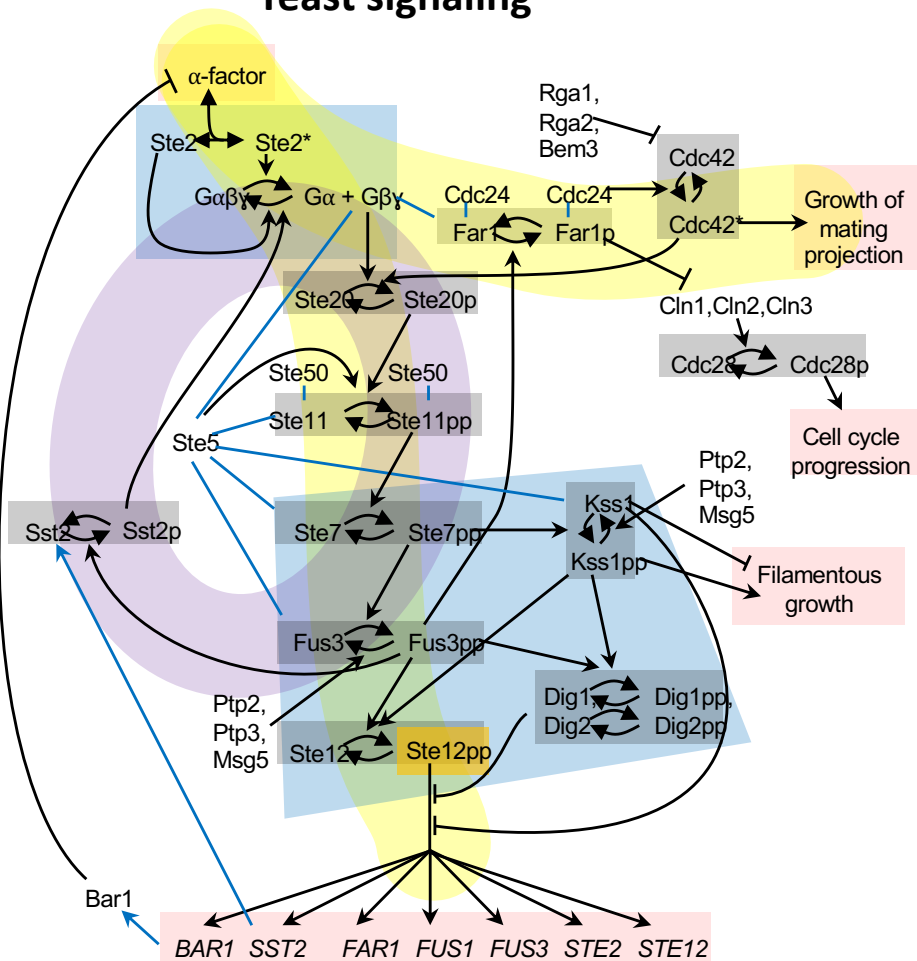 yeast signaling
α-factor
Rga1,
Rga2,
Bem3
Ste2
Ste2*
Cdc42
Gαβγ
Gα + Gβγ
Cdc24
Cdc24
Far1
Far1p
Cdc42*
Growth of
mating
projection
Ste20
Ste20p
Cln1,Cln2,Cln3
Cdc28
Cdc28p
Ste50
Ste50
Ste11
Ste11pp
Ste5
Cell cycle
progression
Ptp2,
Ptp3,
Msg5
Sst2
Sst2p
Ste7
Ste7pp
Kss1
Kss1pp
Filamentous
growth
Fus3
Fus3pp
Ptp2,
Ptp3,
Msg5
Dig1,
Dig2
Dig1pp,
Dig2pp
Ste12
Ste12pp
Bar1
BAR1 SST2 FAR1 FUS1 FUS3 STE2 STE12